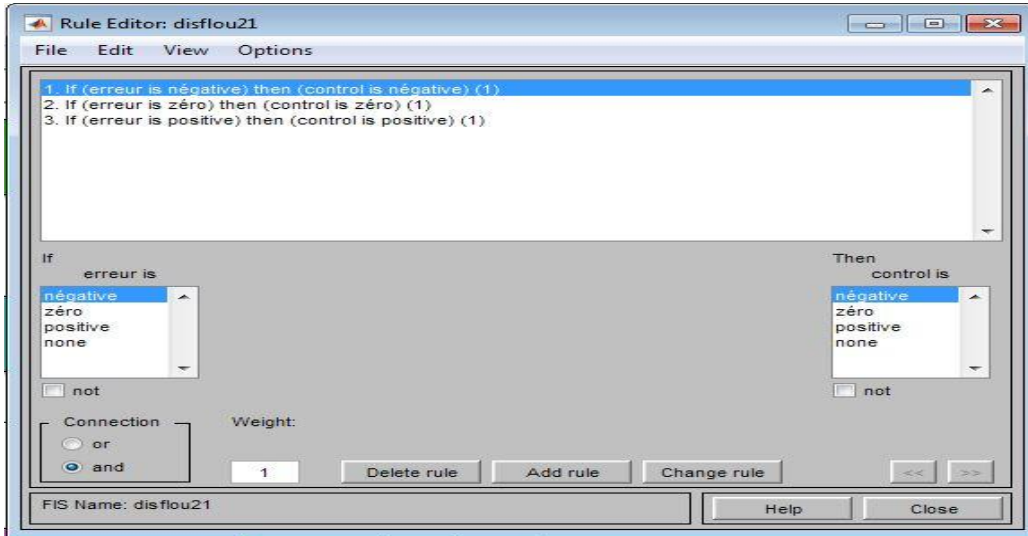 Rule Editor: disflou21
File Edit View Options
1. If (erreur is négative) then (control is négative) (1)
2. If (erreur is zéro) then (control is zéro) (1)
3. If (erreur is positive) then (control is positive) (1)
If
erreur is
négative
zéro
positive
none
not
Then
control is
négative
zéro
positive
none
not
Connection
or
and
Weight:
1
Delete rule
Add rule
Change rule
<< >>
FIS Name: disflou21
Help
Close